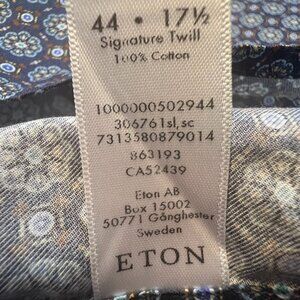 44 • 17½
Signature Twill
100% Cotton
1000000502944
306761sl,sc
7313580879014
863193
CA52439
Eton AB
Box 15002
50771 Gånghester
Sweden
ETON